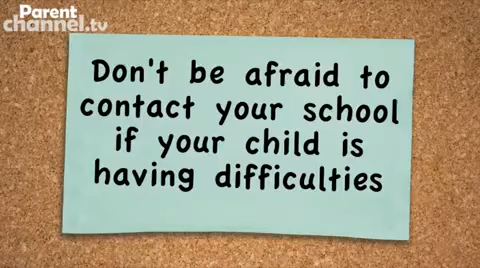 Parent
channel.tv
Don't be afraid to
contact your school
if your child is
having difficulties